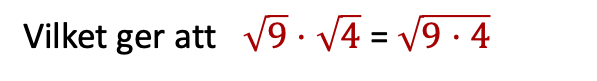 Vilket ger att √9 · √4 = √(9 · 4)